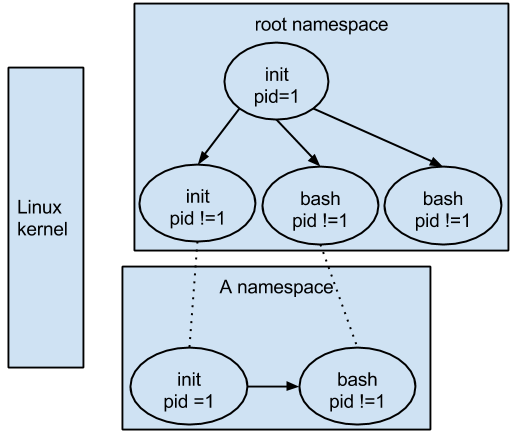 root namespace
init
pid=1
init
pid !=1
bash
pid !=1
bash
pid !=1
Linux
kernel
A namespace
init
pid =1
bash
pid !=1